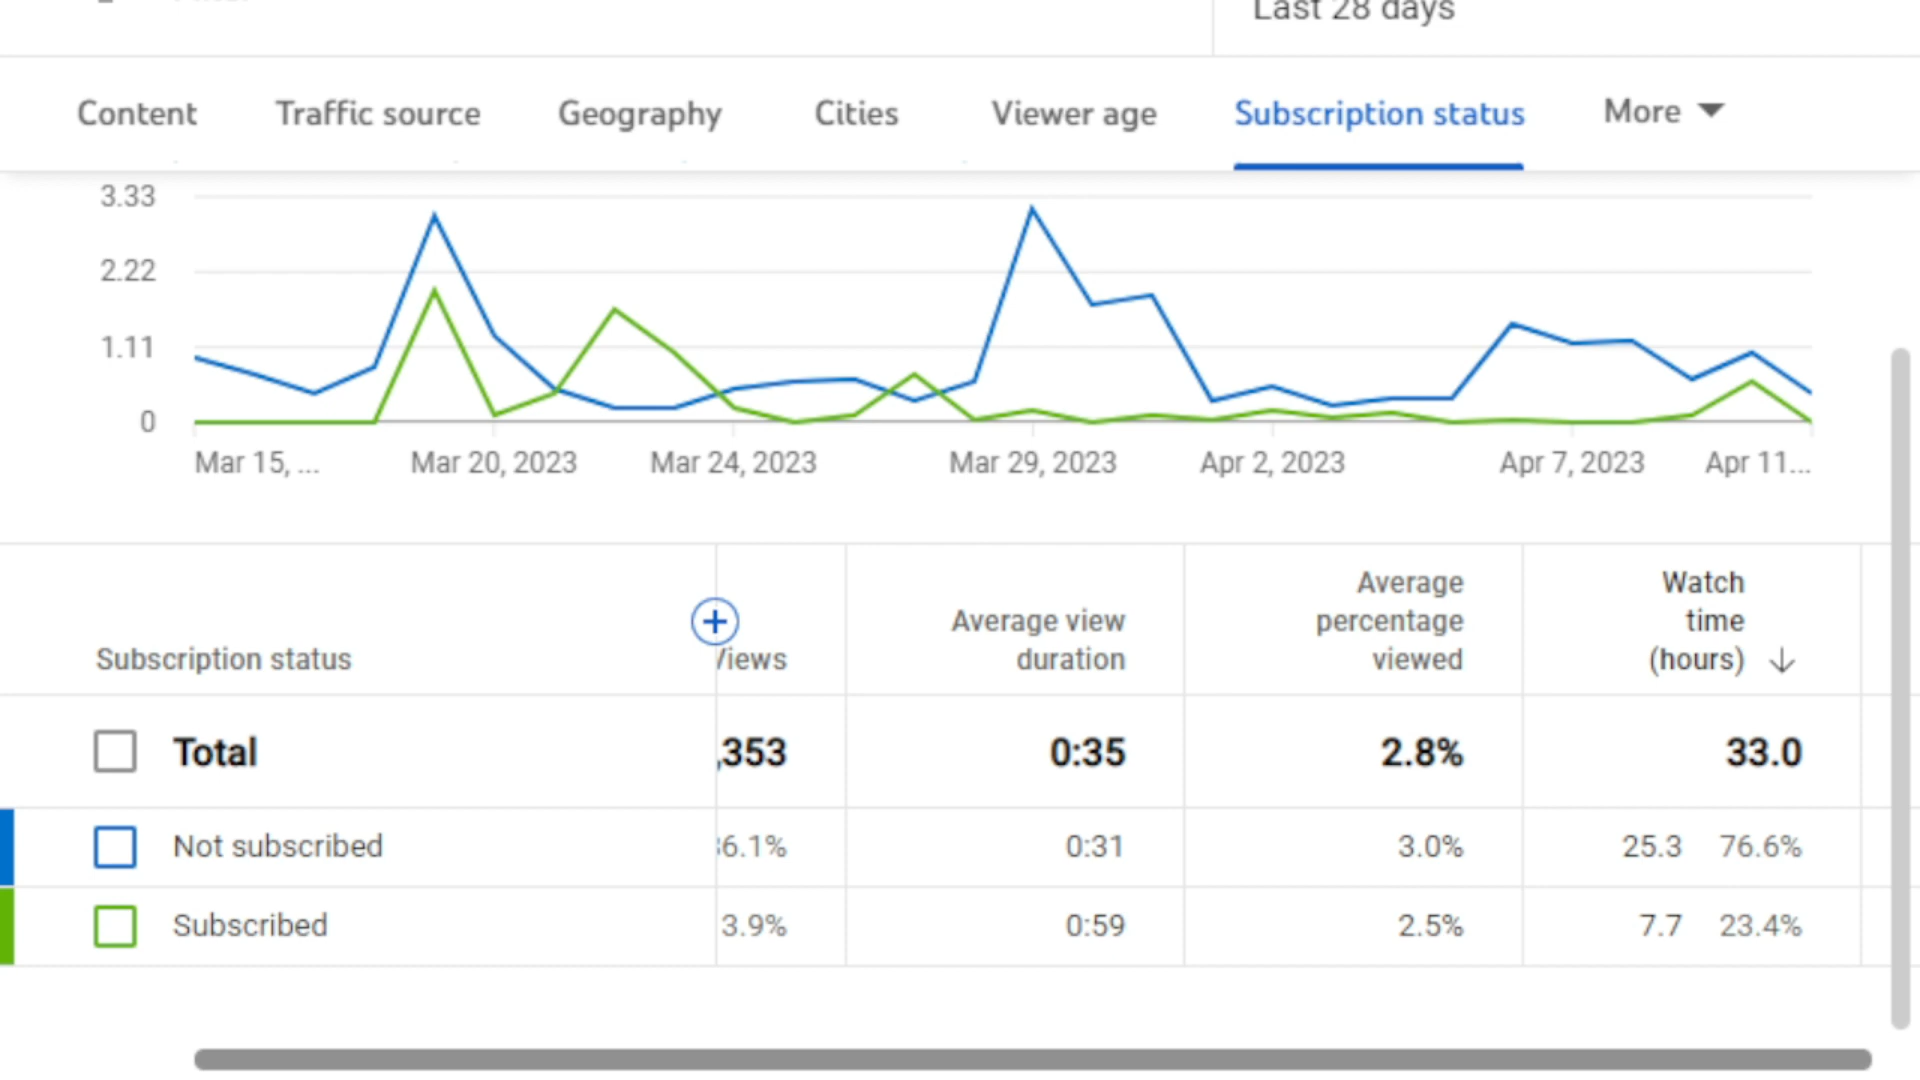 Last 28 days
Content Traffic source Geography Cities Viewer age Subscription status More
3.33
2.22
1.11
0
Mar 15, ... Mar 20, 2023 Mar 24, 2023 Mar 29, 2023 Apr 2, 2023 Apr 7, 2023 Apr 11...
Subscription status Views Average view duration Average percentage viewed Watch time (hours)
Total ,353 0:35 2.8% 33.0
Not subscribed 6.1% 0:31 3.0% 25.3 76.6%
Subscribed 3.9% 0:59 2.5% 7.7 23.4%